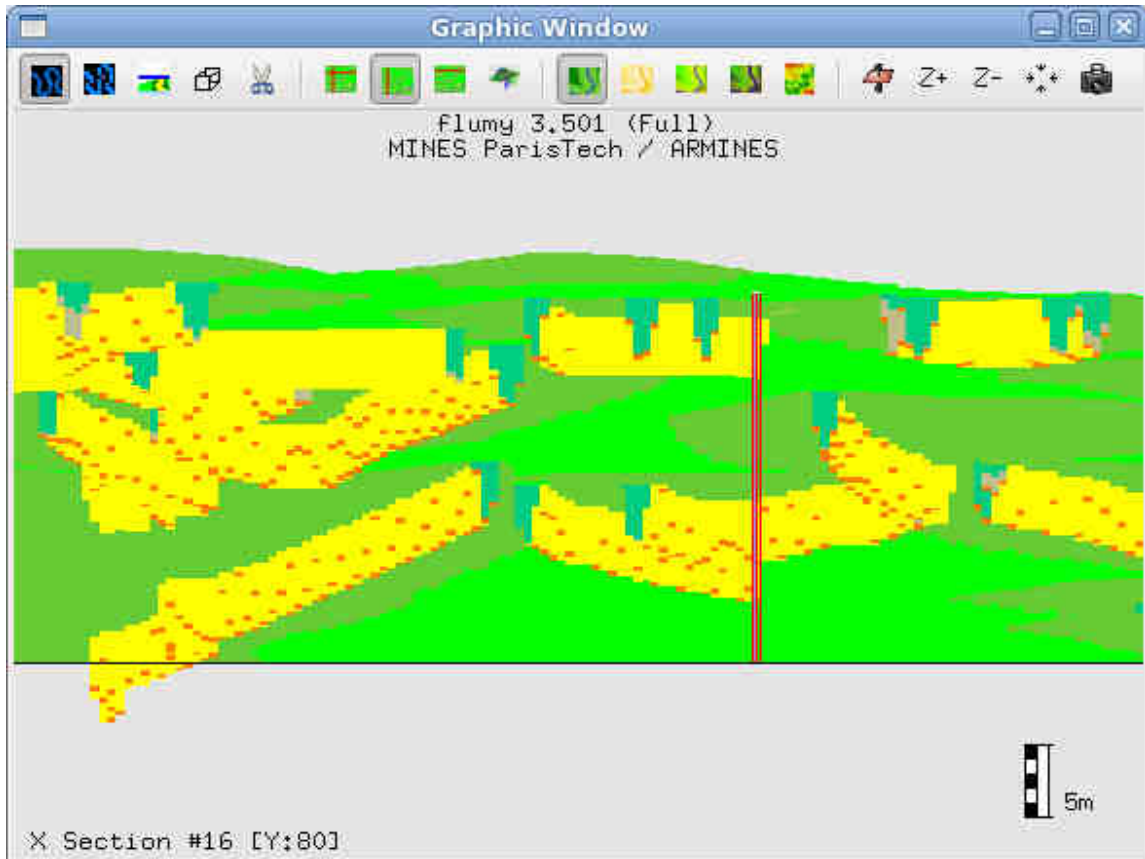 Graphic Window
Z+ Z-
flumy 3.501 (Full)
MINES ParisTech / ARMINES
5m
X Section #16 [Y:80]